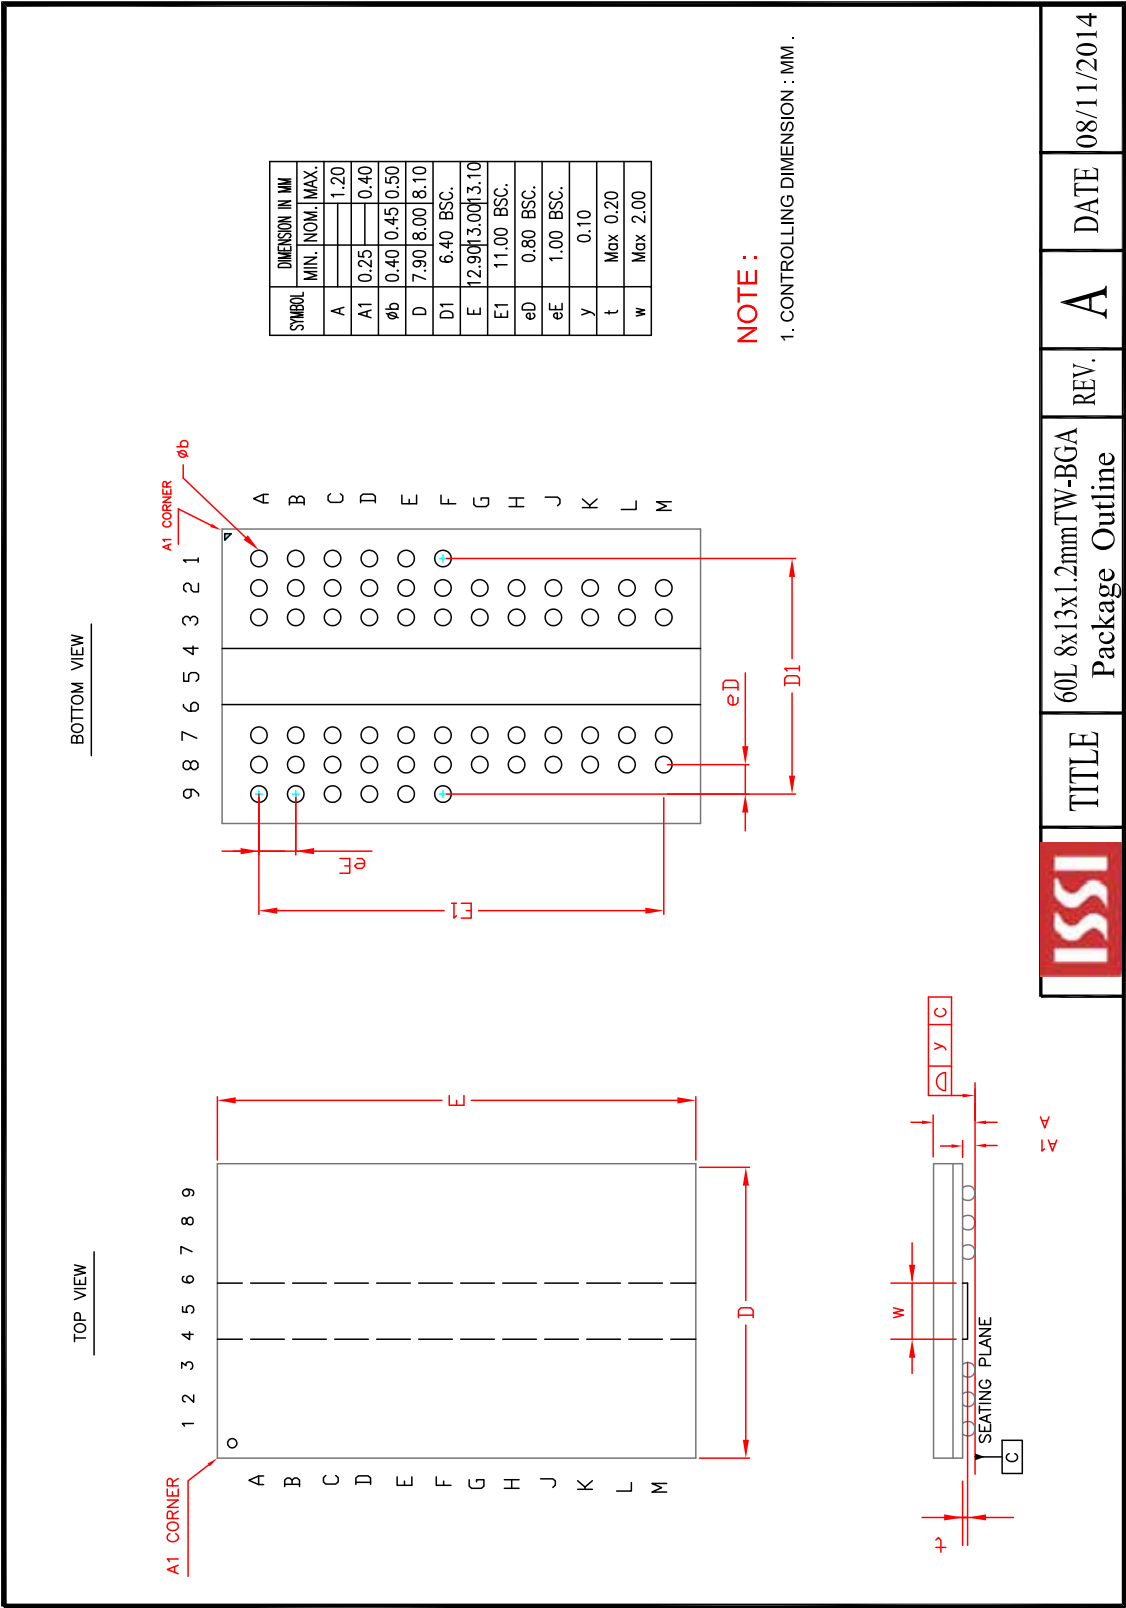 TOP VIEW
A1 CORNER
1 2 3 4 5 6 7 8 9
A
B
C
D
E
F
G
H
J
K
L
M
D
E
BOTTOM VIEW
A1 CORNER
øb
9 8 7 6 5 4 3 2 1
A
B
C
D
E
F
G
H
J
K
L
M
eE
E1
eD
D1
SYMBOL DIMENSION IN MM
MIN. NOM. MAX.
A 1.20
A1 0.25 0.40
øb 0.40 0.45 0.50
D 7.90 8.00 8.10
D1 6.40 BSC.
E 12.90 13.00 13.10
E1 11.00 BSC.
eD 0.80 BSC.
eE 1.00 BSC.
y 0.10
t Max 0.20
w Max 2.00
NOTE :
1. CONTROLLING DIMENSION : MM .
t
w
SEATING PLANE
C
y C
A1
A
ISSI
TITLE
60L 8x13x1.2mmTW-BGA
Package Outline
REV.
A
DATE
08/11/2014